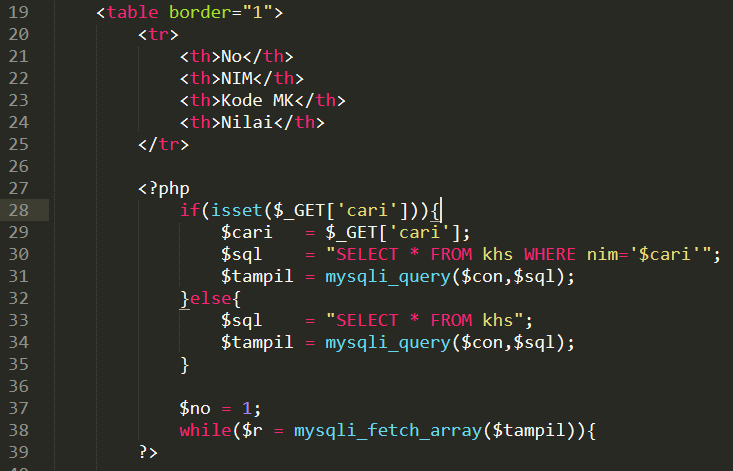 19 <table border="1">
20 <tr>
21 <th>No</th>
22 <th>NIM</th>
23 <th>Kode MK</th>
24 <th>Nilai</th>
25 </tr>
26
27 <?php
28 if(isset($_GET['cari'])){
29 $cari = $_GET['cari'];
30 $sql = "SELECT * FROM khs WHERE nim='$cari'";
31 $tampil = mysqli_query($con,$sql);
32 }else{
33 $sql = "SELECT * FROM khs";
34 $tampil = mysqli_query($con,$sql);
35 }
36
37 $no = 1;
38 while($r = mysqli_fetch_array($tampil)){
39 ?>